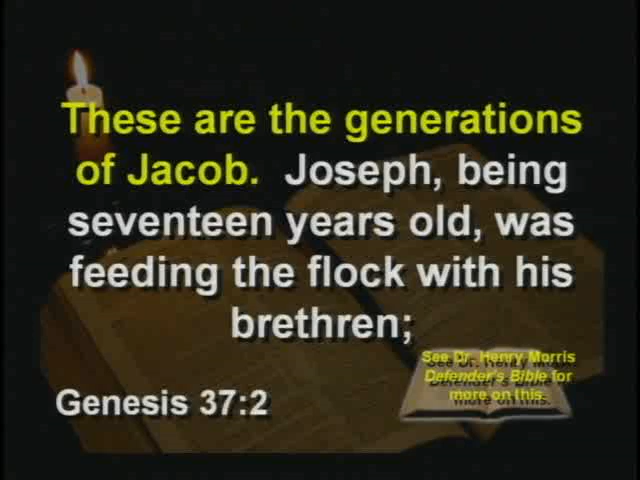 These are the generations
of Jacob. Joseph, being
seventeen years old, was
feeding the flock with his
brethren;
See Dr. Henry Morris
Defender's Bible for
more on this.
Genesis 37:2